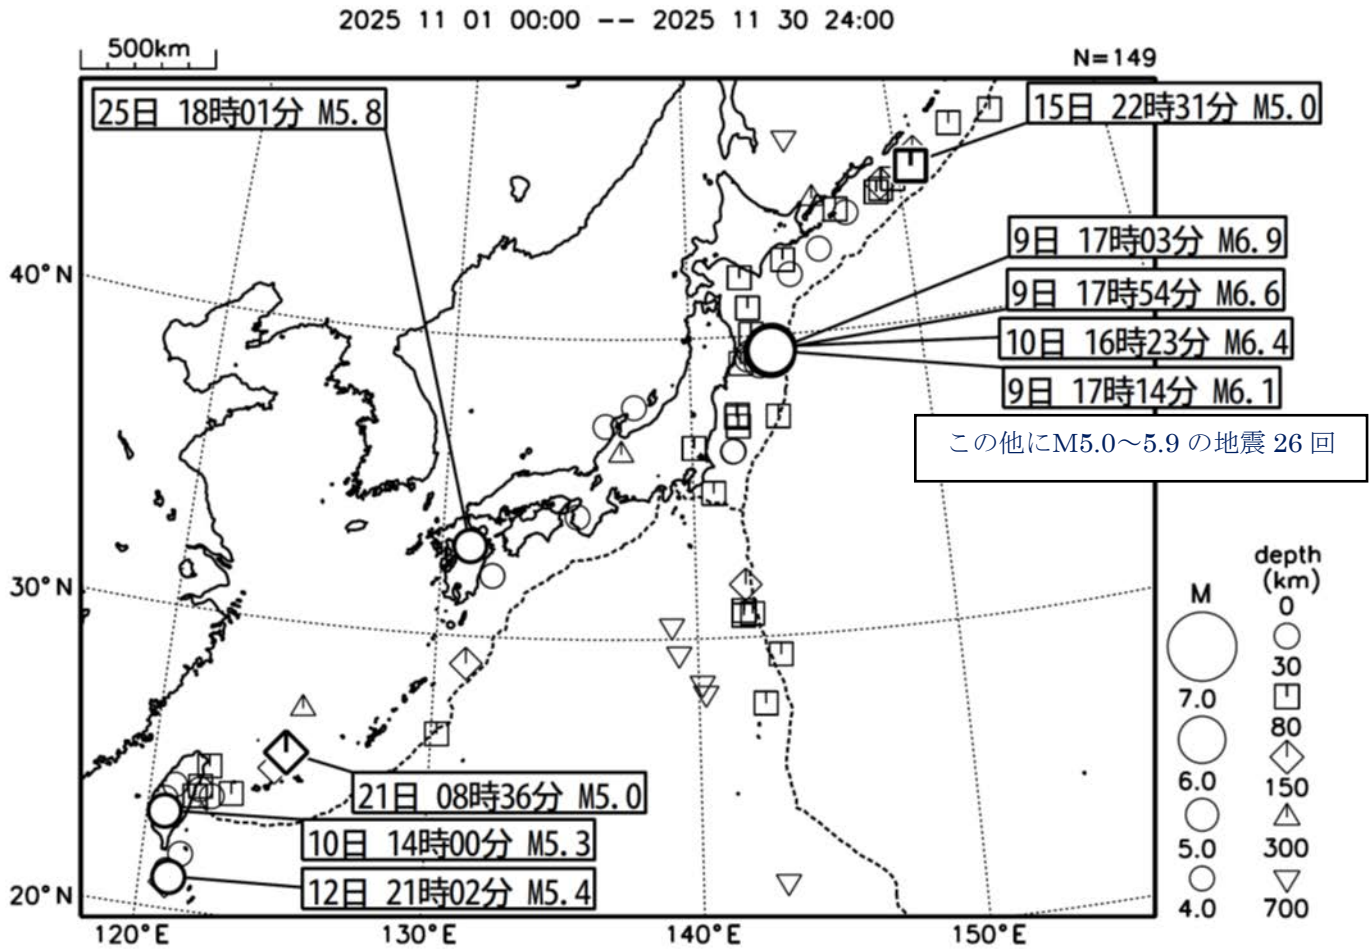 2025 11 01 00:00 -- 2025 11 30 24:00
500km
N=149
25日 18時01分 M5.8
15日 22時31分 M5.0
9日 17時03分 M6.9
9日 17時54分 M6.6
10日 16時23分 M6.4
9日 17時14分 M6.1
この他にM5.0～5.9 の地震 26 回
40°N
30°N
20°N
21日 08時36分 M5.0
10日 14時00分 M5.3
12日 21時02分 M5.4
120°E
130°E
140°E
150°E
M
7.0
6.0
5.0
4.0
depth
(km)
0
30
80
150
300
700